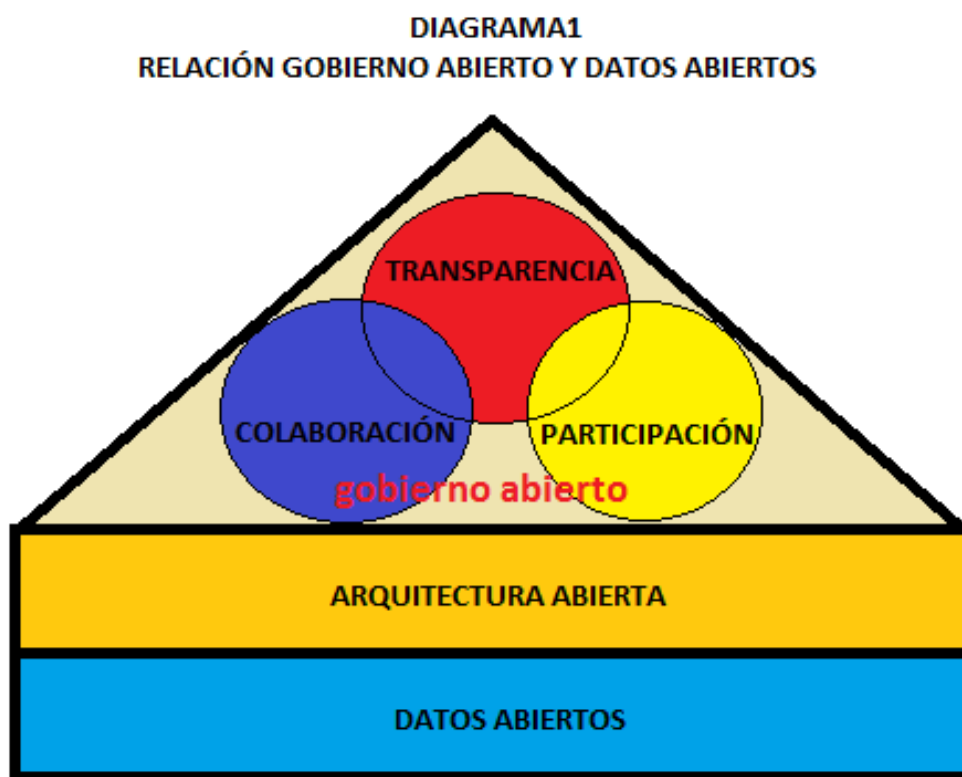 DIAGRAMA1
RELACIÓN GOBIERNO ABIERTO Y DATOS ABIERTOS
TRANSPARENCIA
COLABORACIÓN
PARTICIPACIÓN
gobierno abierto
ARQUITECTURA ABIERTA
DATOS ABIERTOS